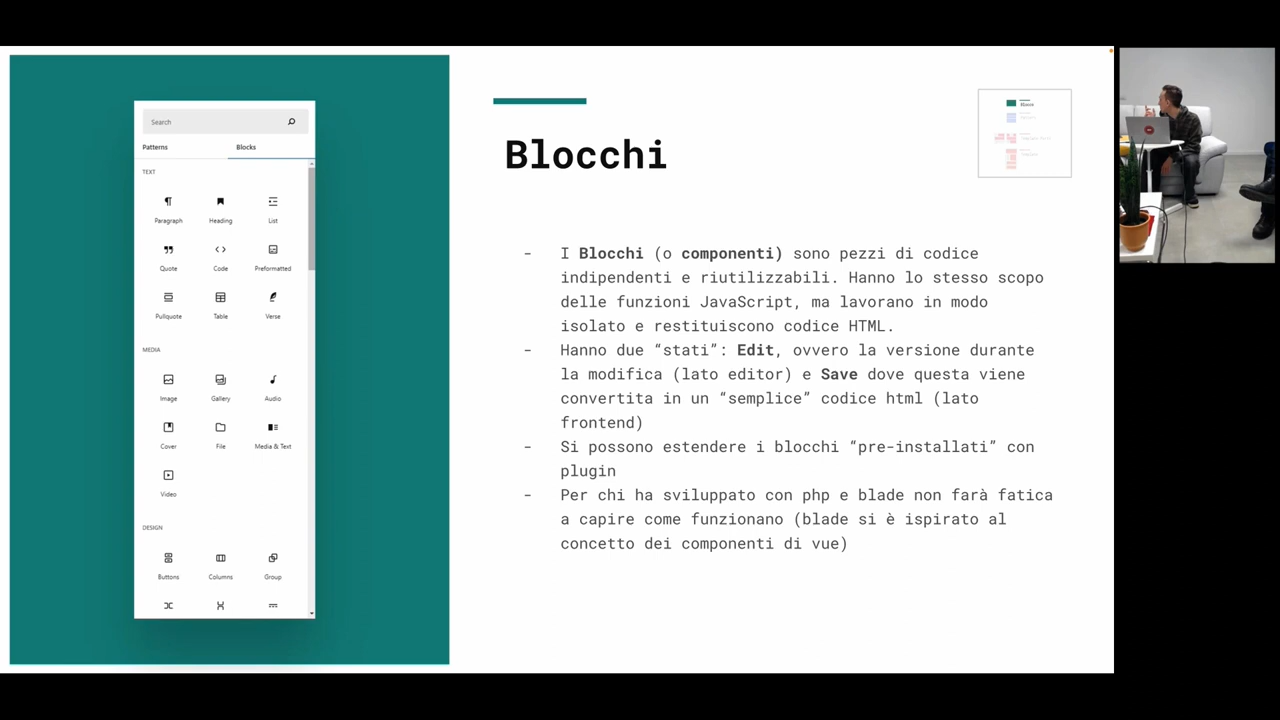 Search
Patterns
Blocks
TEXT
Paragraph
Heading
List
Quote
Code
Preformatted
Pullquote
Table
Verse
MEDIA
Image
Gallery
Audio
Cover
File
Media & Text
Video
DESIGN
Buttons
Columns
Group
Blocchi
- I Blocchi (o componenti) sono pezzi di codice
indipendenti e riutilizzabili. Hanno lo stesso scopo
delle funzioni JavaScript, ma lavorano in modo
isolato e restituiscono codice HTML.
- Hanno due “stati”: Edit, ovvero la versione durante
la modifica (lato editor) e Save dove questa viene
convertita in un “semplice” codice html (lato
frontend)
- Si possono estendere i blocchi “pre-installati” con
plugin
- Per chi ha sviluppato con php e blade non farà fatica
a capire come funzionano (blade si è ispirato al
concetto dei componenti di vue)